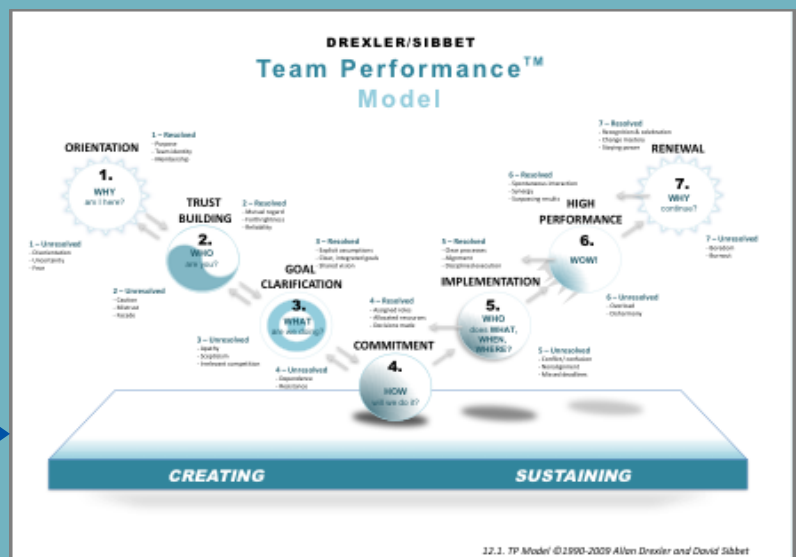 DREXLER/SIBBET
Team Performance™
Model
ORIENTATION
1.
WHY
am I here?
1 – Resolved
- Purpose
- Team identity
- Membership
1 – Unresolved
- Disorientation
- Uncertainty
- Fear
TRUST
BUILDING
2.
WHO
are you?
2 – Resolved
- Mutual regard
- Forthrightness
- Reliability
2 – Unresolved
- Caution
- Mistrust
- Facade
GOAL
CLARIFICATION
3.
WHAT
are we doing?
3 – Resolved
- Explicit assumptions
- Clear, integrated goals
- Shared vision
3 – Unresolved
- Apathy
- Scepticism
- Irrelevant competition
COMMITMENT
4.
HOW
will we do it?
4 – Resolved
- Assigned roles
- Allocated resources
- Decisions made
4 – Unresolved
- Dependence
- Resistance
IMPLEMENTATION
5.
WHO
does WHAT,
WHEN,
WHERE?
5 – Resolved
- Clear processes
- Alignment
- Disciplined execution
5 – Unresolved
- Conflict/confusion
- Nonalignment
- Missed deadlines
HIGH
PERFORMANCE
6.
WOW!
6 – Resolved
- Spontaneous interaction
- Synergy
- Surpassing results
6 – Unresolved
- Overload
- Disharmony
RENEWAL
7.
WHY
continue?
7 – Resolved
- Recognition & celebration
- Change mastery
- Staying power
7 – Unresolved
- Boredom
- Burnout
CREATING
SUSTAINING
12.1. TP Model ©1990-2009 Allan Drexler and David Sibbet